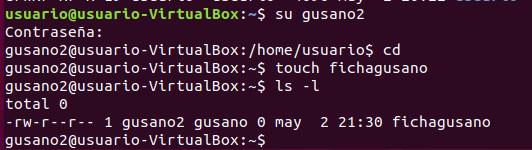 usuario@usuario-VirtualBox:~$ su gusano2
Contraseña:
gusano2@usuario-VirtualBox:/home/usuario$ cd
gusano2@usuario-VirtualBox:~$ touch fichagusano
gusano2@usuario-VirtualBox:~$ ls -l
total 0
-rw-r--r-- 1 gusano2 gusano 0 may  2 21:30 fichagusano
gusano2@usuario-VirtualBox:~$